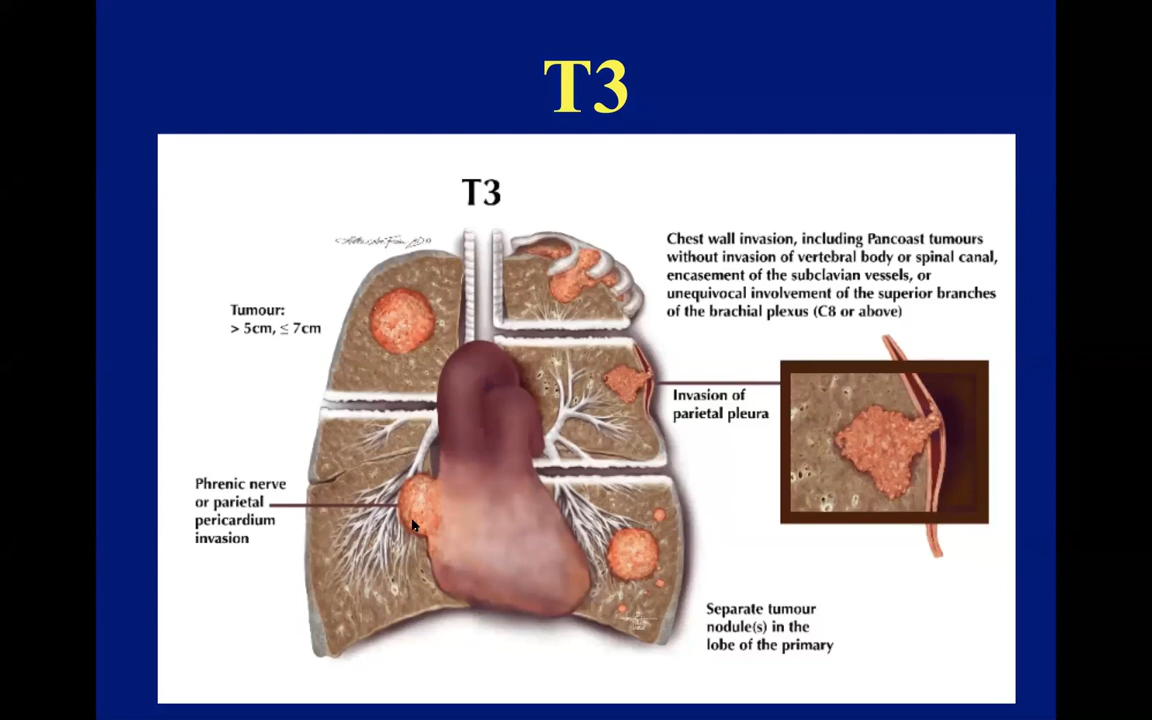 T3
T3
Tumour:
> 5cm, ≤ 7cm
Chest wall invasion, including Pancoast tumours
without invasion of vertebral body or spinal canal,
encasement of the subclavian vessels, or
unequivocal involvement of the superior branches
of the brachial plexus (C8 or above)
Invasion of
parietal pleura
Phrenic nerve
or parietal
pericardium
invasion
Separate tumour
nodule(s) in the
lobe of the primary